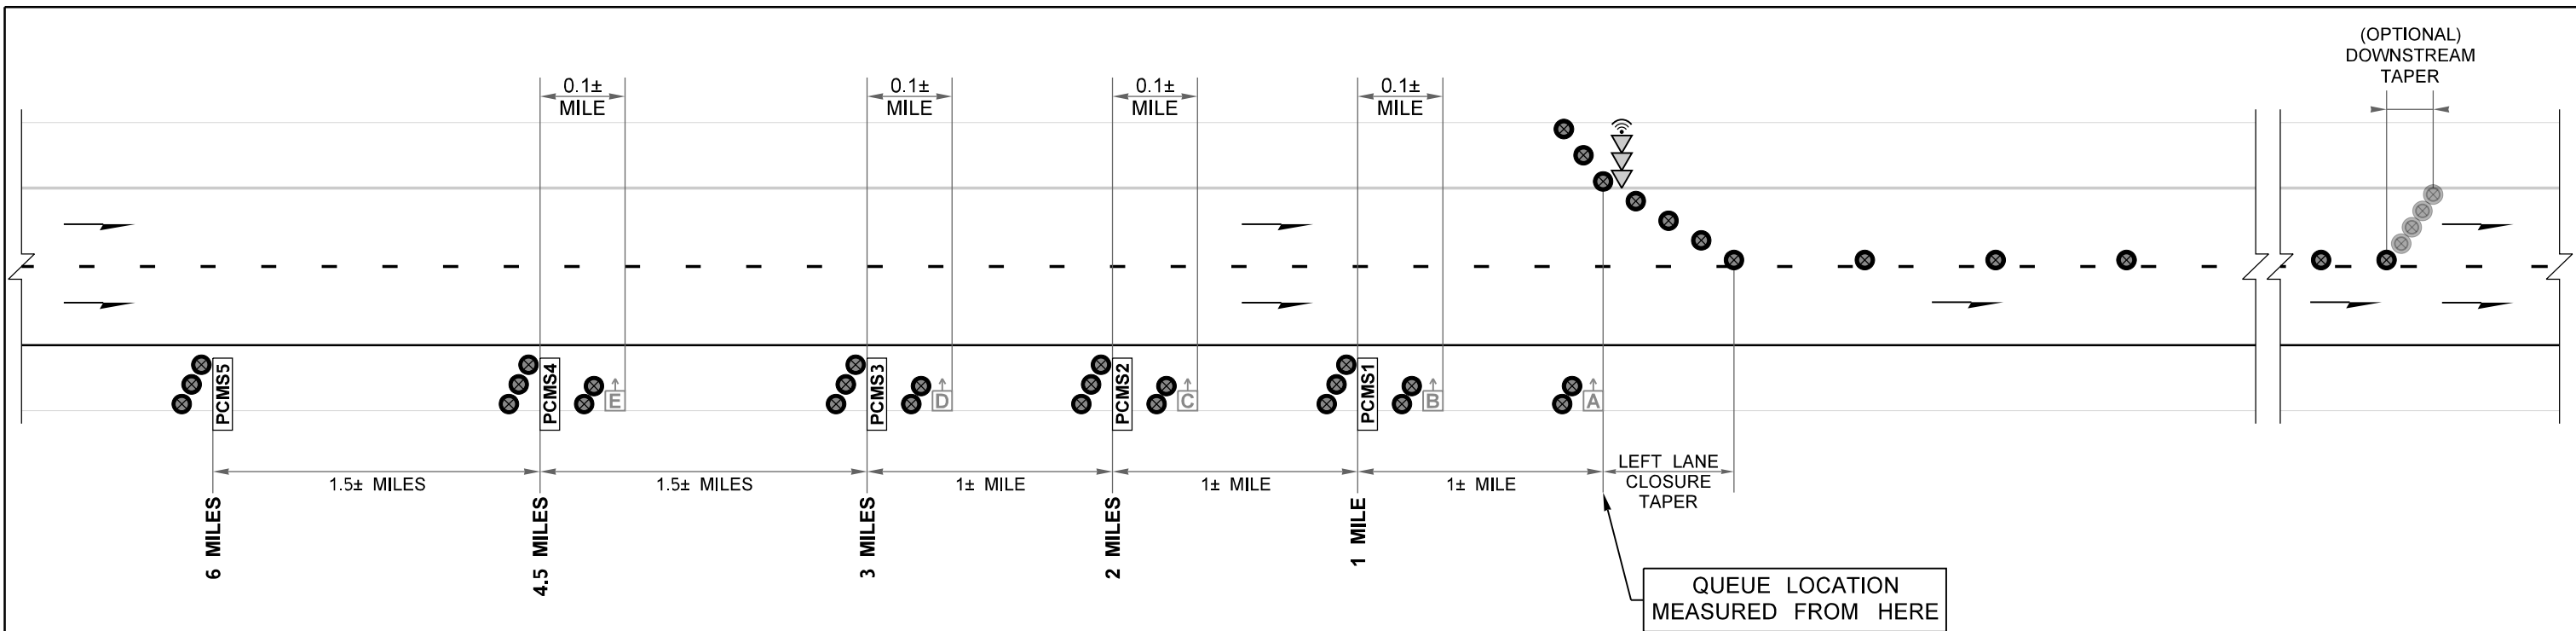 (OPTIONAL)
DOWNSTREAM
TAPER
0.1±
MILE
0.1±
MILE
0.1±
MILE
0.1±
MILE
PCMS5
PCMS4
E
PCMS3
D
PCMS2
C
PCMS1
B
A
1.5± MILES
1.5± MILES
1± MILE
1± MILE
1± MILE
LEFT LANE
CLOSURE
TAPER
6 MILES
4.5 MILES
3 MILES
2 MILES
1 MILE
QUEUE LOCATION
MEASURED FROM HERE